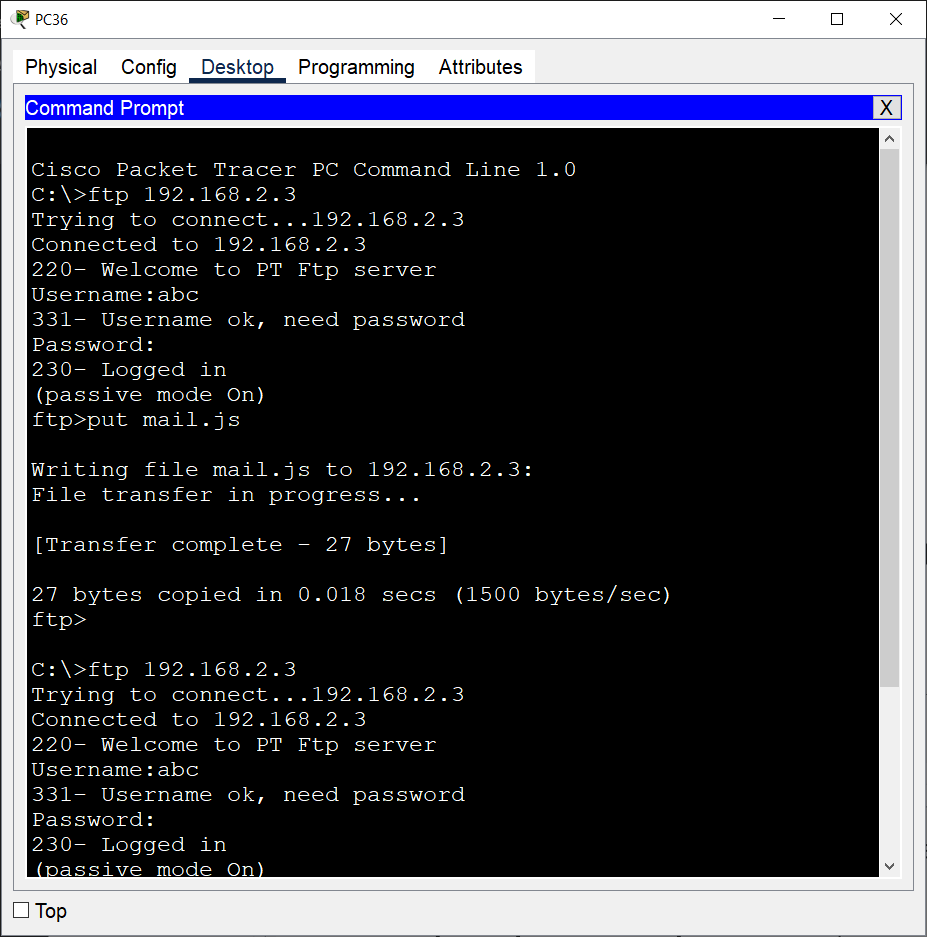 PC36
Physical Config Desktop Programming Attributes
Command Prompt X
Cisco Packet Tracer PC Command Line 1.0
C:\>ftp 192.168.2.3
Trying to connect...192.168.2.3
Connected to 192.168.2.3
220- Welcome to PT Ftp server
Username:abc
331- Username ok, need password
Password:
230- Logged in
(passive mode On)
ftp>put mail.js
Writing file mail.js to 192.168.2.3:
File transfer in progress...
[Transfer complete - 27 bytes]
27 bytes copied in 0.018 secs (1500 bytes/sec)
ftp>
C:\>ftp 192.168.2.3
Trying to connect...192.168.2.3
Connected to 192.168.2.3
220- Welcome to PT Ftp server
Username:abc
331- Username ok, need password
Password:
230- Logged in
(passive mode On)
Top